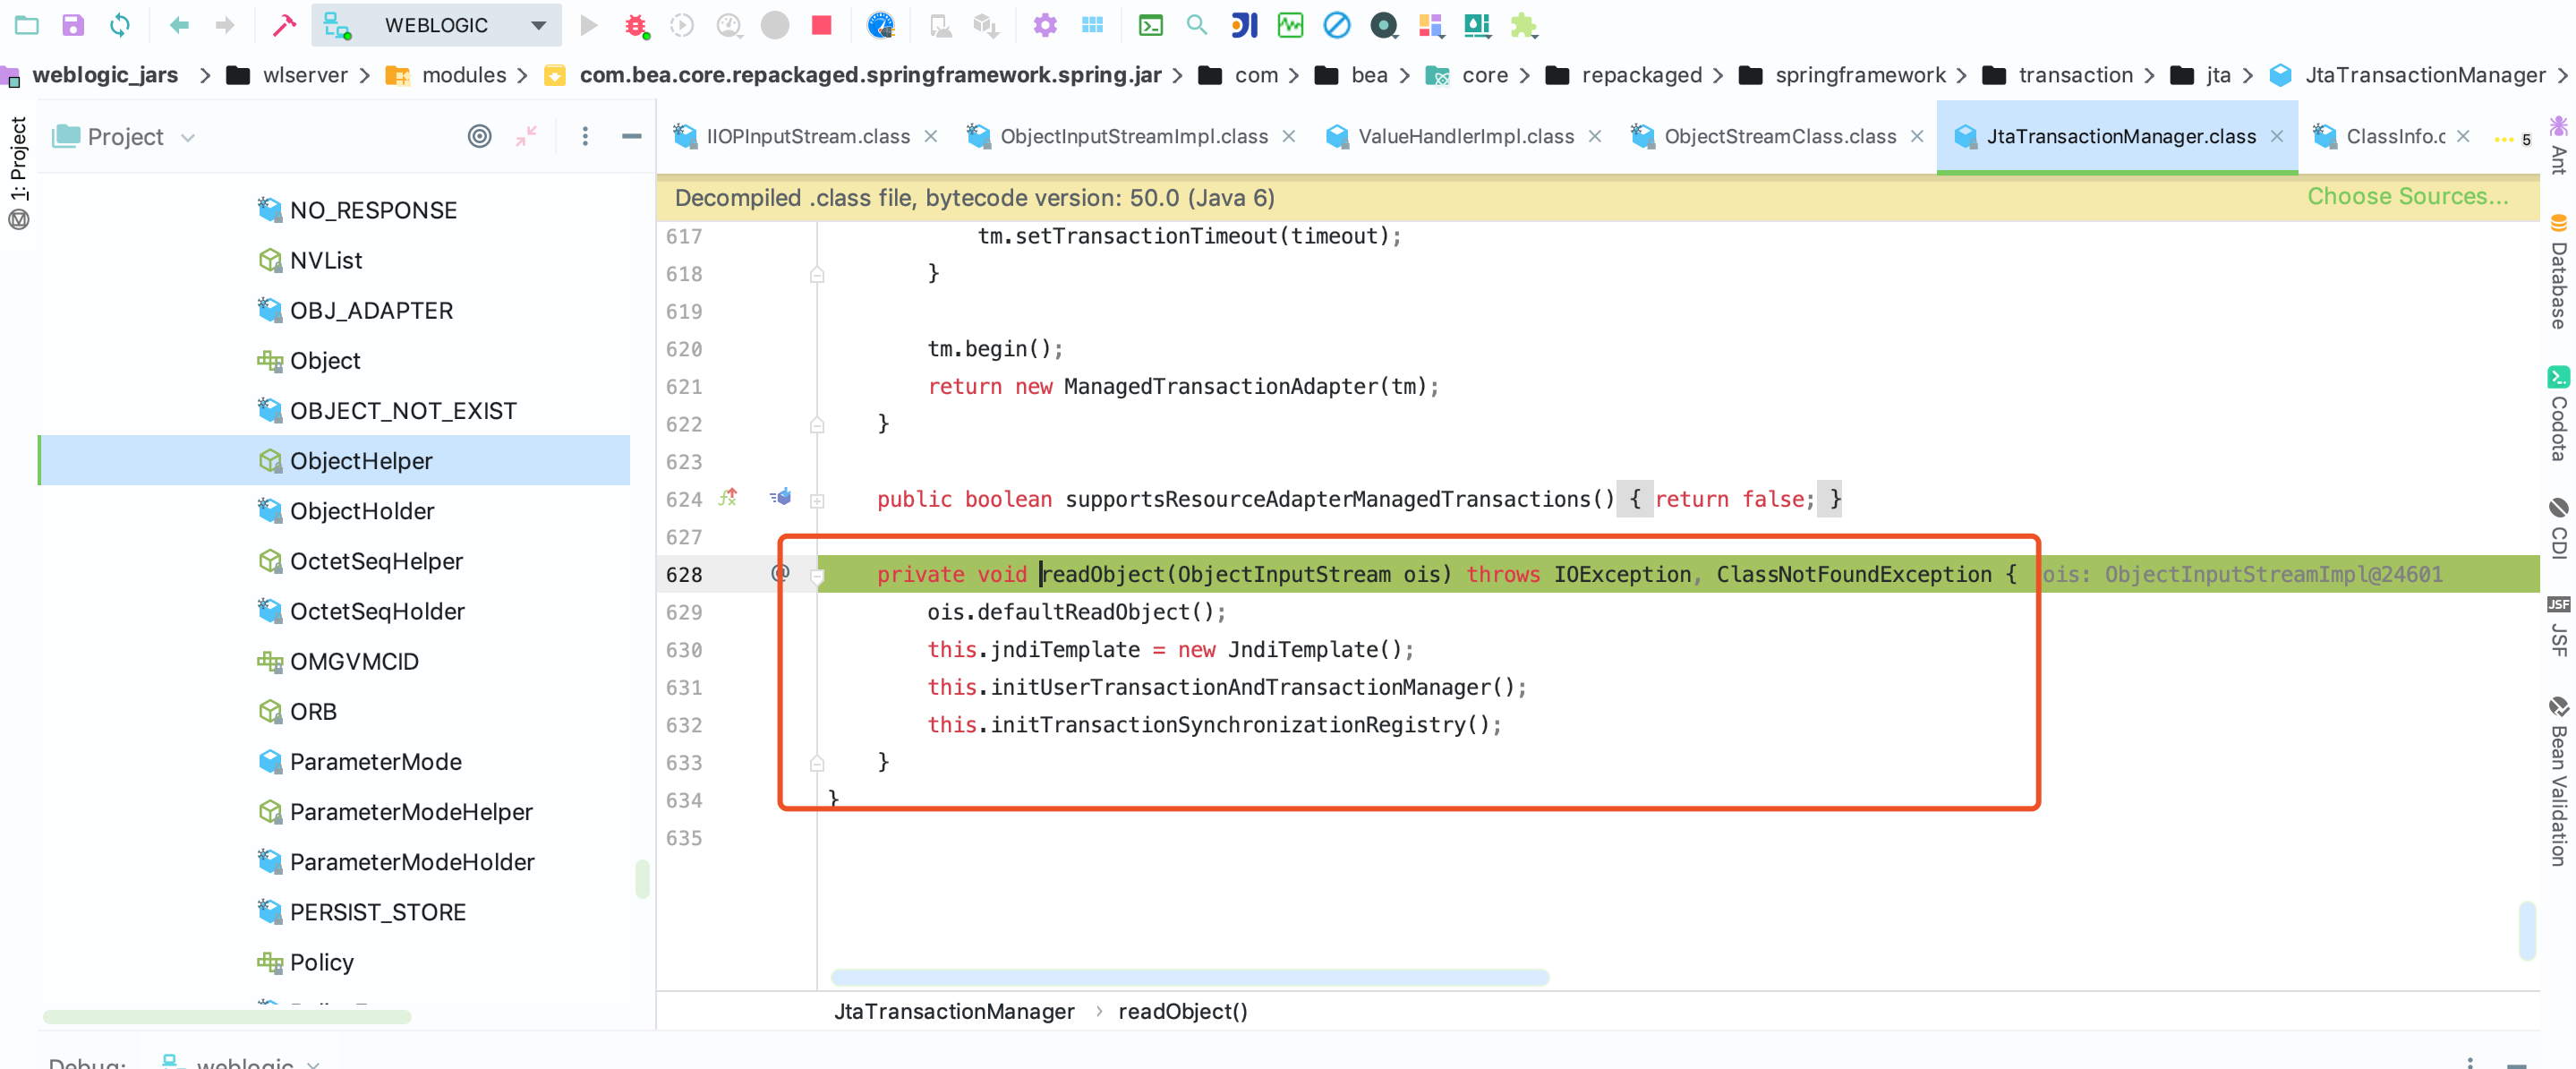 WEBLOGIC
weblogic_jars wlserver modules com.bea.core.repackaged.springframework.spring.jar com bea core repackaged springframework transaction jta JtaTransactionManager
1: Project
Project
NO_RESPONSE
NVList
OBJ_ADAPTER
Object
OBJECT_NOT_EXIST
ObjectHelper
ObjectHolder
OctetSeqHelper
OctetSeqHolder
OMGVMCID
ORB
ParameterMode
ParameterModeHelper
ParameterModeHolder
PERSIST_STORE
Policy
IIOPInputStream.class ObjectInputStreamImpl.class ValueHandlerImpl.class ObjectStreamClass.class JtaTransactionManager.class ClassInfo.c 5
Decompiled .class file, bytecode version: 50.0 (Java 6) Choose Sources...
617 tm.setTransactionTimeout(timeout);
618 }
619
620 tm.begin();
621 return new ManagedTransactionAdapter(tm);
622 }
623
624 public boolean supportsResourceAdapterManagedTransactions() { return false; }
627
628 @ private void readObject(ObjectInputStream ois) throws IOException, ClassNotFoundException { ois: ObjectInputStreamImpl@24601
629 ois.defaultReadObject();
630 this.jndiTemplate = new JndiTemplate();
631 this.initUserTransactionAndTransactionManager();
632 this.initTransactionSynchronizationRegistry();
633 }
634 }
635
JtaTransactionManager › readObject()
Ant
Database
Codota
CDI
JSF
JSF
Bean Validation
Debug: weblogic